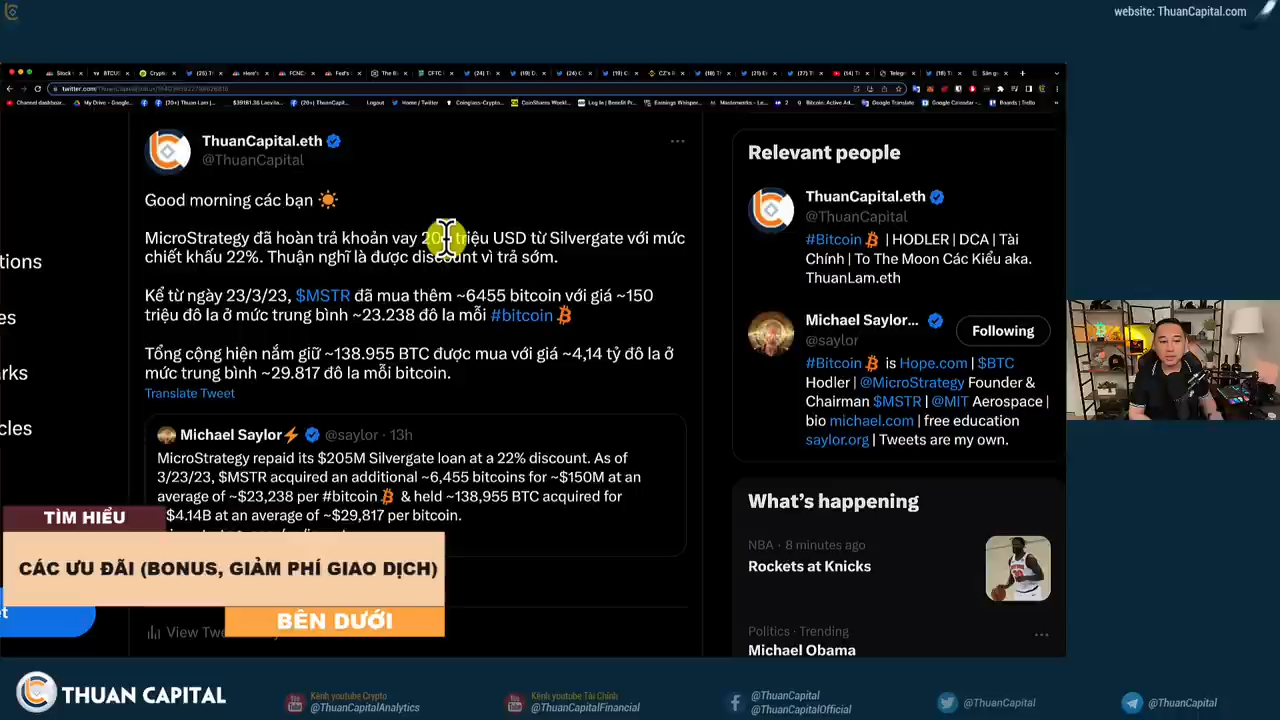 website: ThuanCapital.com
ThuanCapital.eth
@ThuanCapital
Good morning các bạn
MicroStrategy đã hoàn trả khoản vay 20 triệu USD từ Silvergate với mức
chiết khấu 22%. Thuận nghĩ là được discount vì trả sớm.
Kể từ ngày 23/3/23, $MSTR đã mua thêm ~6455 bitcoin với giá ~150
triệu đô la ở mức trung bình ~23.238 đô la mỗi #bitcoin
Tổng cộng hiện nắm giữ ~138.955 BTC được mua với giá ~4,14 tỷ đô la ở
mức trung bình ~29.817 đô la mỗi bitcoin.
Translate Tweet
Michael Saylor⚡ @saylor · 13h
MicroStrategy repaid its $205M Silvergate loan at a 22% discount. As of
3/23/23, $MSTR acquired an additional ~6,455 bitcoins for ~$150M at an
average of ~$23,238 per #bitcoin & held ~138,955 BTC acquired for
$4.14B at an average of ~$29,817 per bitcoin.
View Twe
Relevant people
ThuanCapital.eth
@ThuanCapital
#Bitcoin | HODLER | DCA | Tài
Chính | To The Moon Các Kiểu aka.
ThuanLam.eth
Michael Saylor...
@saylor
Following
#Bitcoin is Hope.com | $BTC
Hodler | @MicroStrategy Founder &
Chairman $MSTR | @MIT Aerospace |
bio michael.com | free education
saylor.org | Tweets are my own.
What's happening
NBA · 8 minutes ago
Rockets at Knicks
Politics · Trending
Michael Obama
TÌM HIỂU
CÁC ƯU ĐÃI (BONUS, GIẢM PHÍ GIAO DỊCH)
BÊN DƯỚI
THUAN CAPITAL
Kênh youtube Crypto
@ThuanCapitalAnalytics
Kênh youtube Tài Chính
@ThuanCapitalFinancial
@ThuanCapital
@ThuanCapitalOfficial
@ThuanCapital
@ThuanCapital